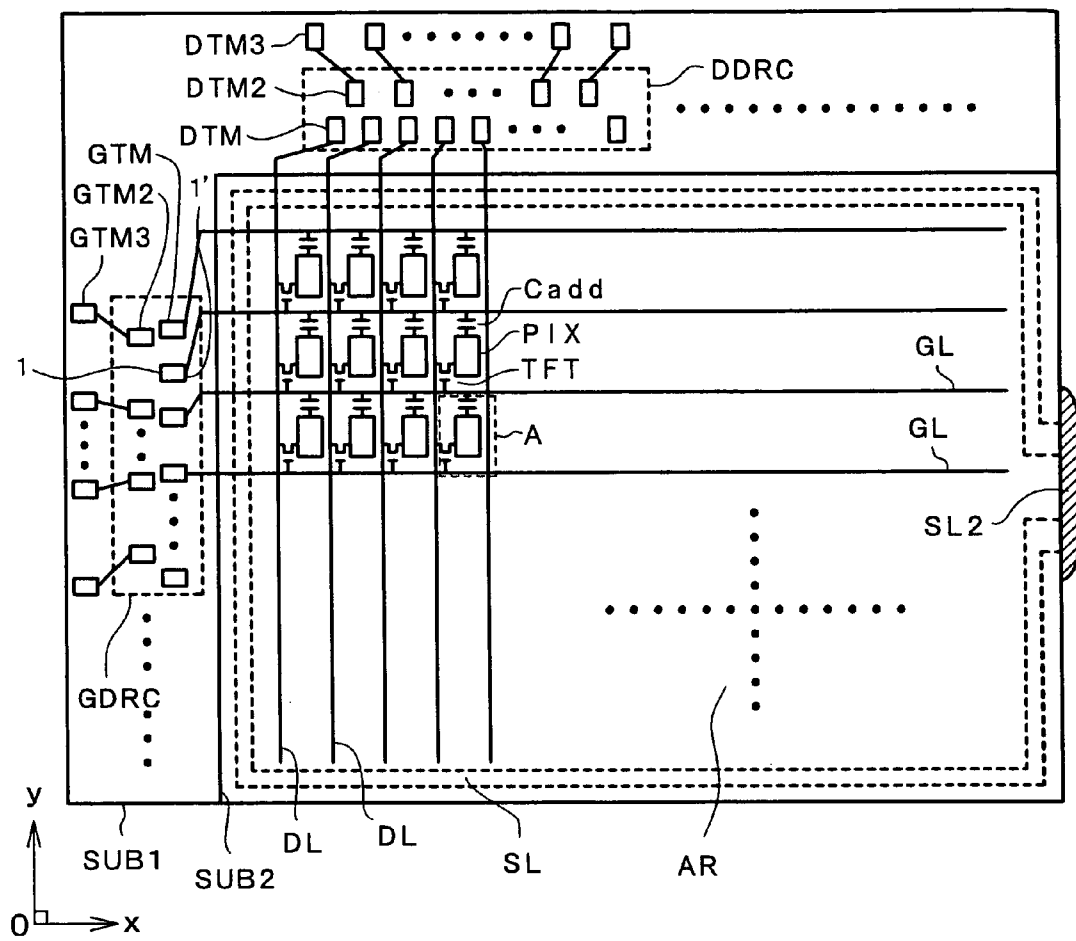 DTM3
DDRC
DTM2
DTM
GTM
1'
GTM2
GTM3
Cadd
PIX
1
TFT
GL
A
GL
SL2
GDRC
y
DL
DL
SL
AR
SUB1
SUB2
0
x